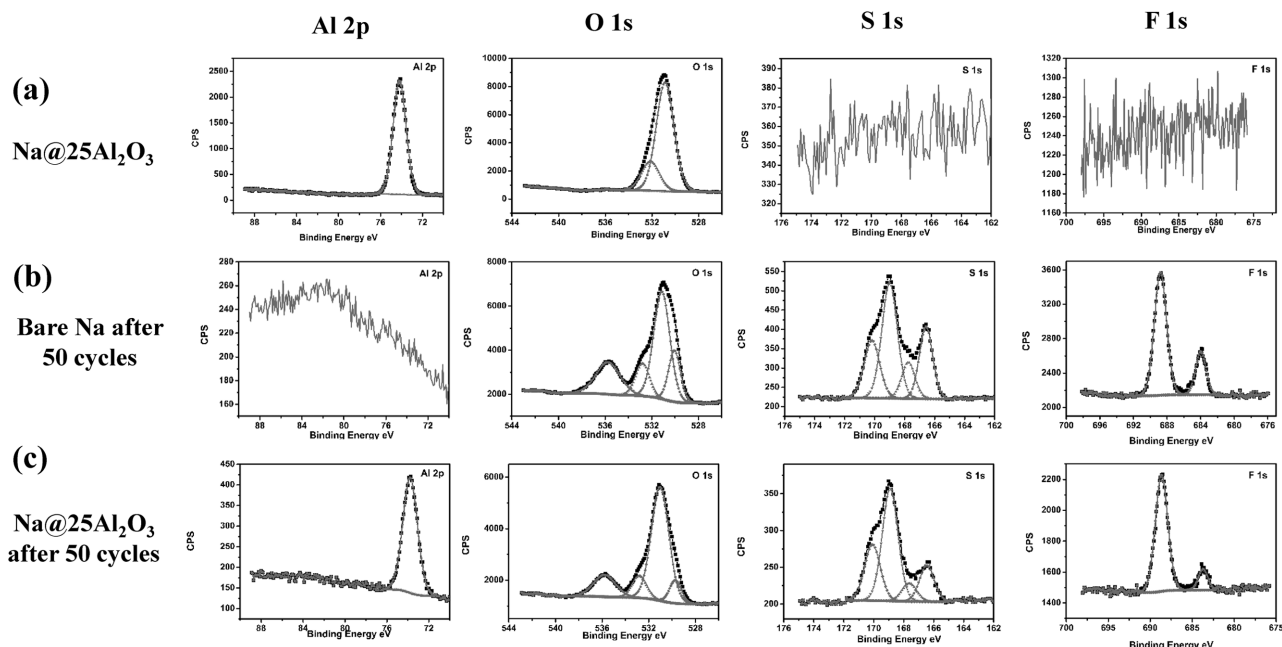 Al 2p
O 1s
S 1s
F 1s
(a)
Na@25Al₂O₃
Al 2p
CPS
2500
2000
1500
1000
500
0
88 84 80 76 72
Binding Energy eV
O 1s
CPS
10000
8000
6000
4000
2000
0
544 540 536 532 528
Binding Energy eV
S 1s
CPS
390
380
370
360
350
340
330
320
176 174 172 170 168 166 164 162
Binding Energy eV
F 1s
CPS
1300
1280
1260
1240
1220
1200
1180
1160
700 695 690 685 680 675
Binding Energy eV
(b)
Bare Na after
50 cycles
Al 2p
CPS
280
260
240
220
200
180
160
88 85 82 79 76 73 70
Binding Energy eV
O 1s
CPS
8000
6000
4000
2000
544 540 536 532 528
Binding Energy eV
S 1s
CPS
550
500
450
400
350
300
250
200
176 174 172 170 168 166 164 162
Binding Energy eV
F 1s
CPS
3600
3200
2800
2400
2000
700 696 692 688 684 680 676
Binding Energy eV
(c)
Na@25Al₂O₃
after 50 cycles
Al 2p
CPS
450
400
350
300
250
200
150
100
88 84 80 76 72
Binding Energy eV
O 1s
CPS
6000
4000
2000
544 540 536 532 528
Binding Energy eV
S 1s
CPS
350
300
250
200
176 174 172 170 168 166 164 162
Binding Energy eV
F 1s
CPS
2200
2000
1800
1600
1400
700 695 690 685 680 675
Binding Energy eV